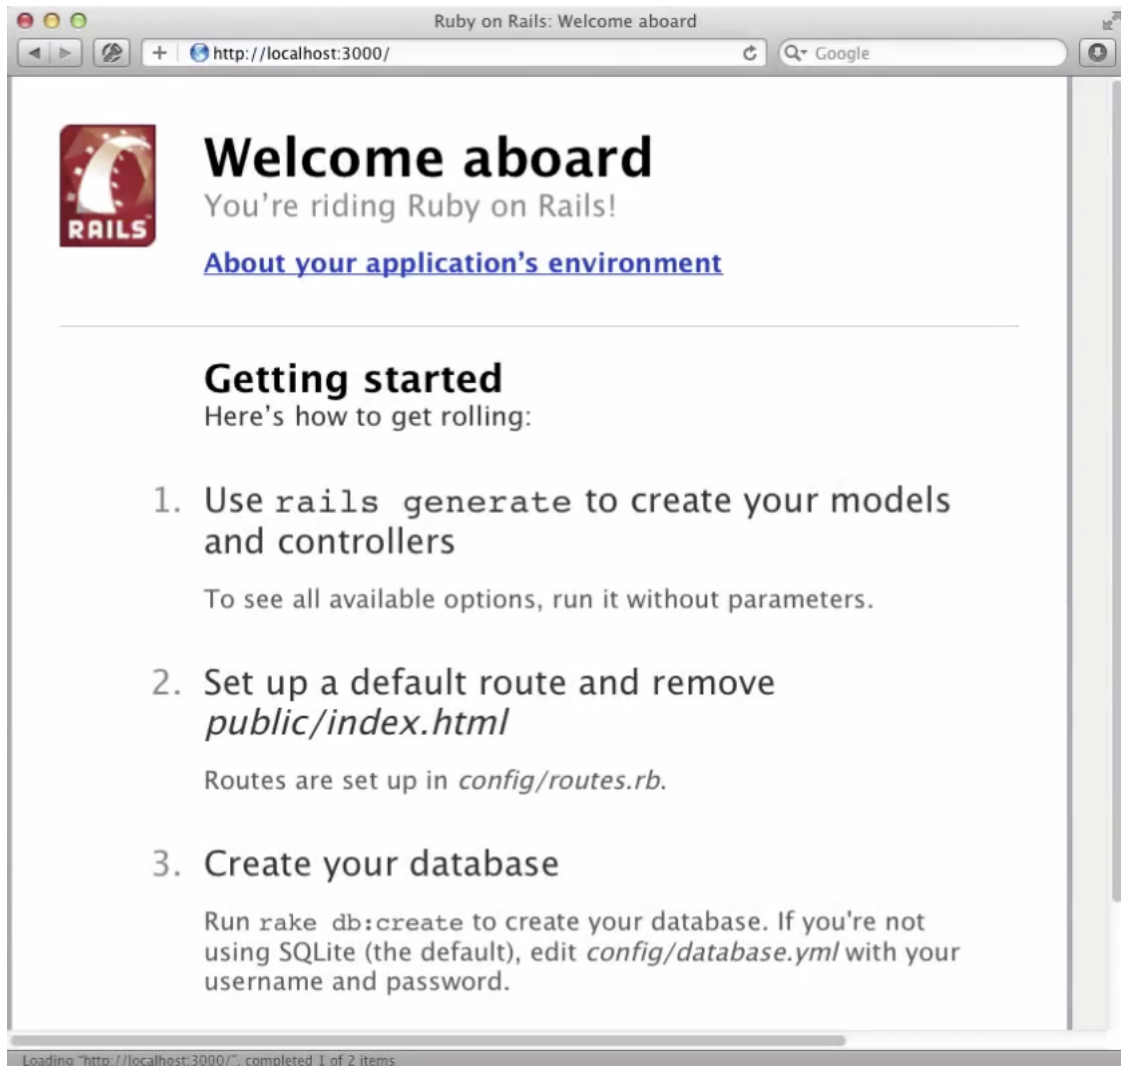 Ruby on Rails: Welcome aboard
http://localhost:3000/
Google
RAILS
Welcome aboard
You're riding Ruby on Rails!
About your application's environment
Getting started
Here's how to get rolling:
1. Use rails generate to create your models
and controllers
To see all available options, run it without parameters.
2. Set up a default route and remove
public/index.html
Routes are set up in config/routes.rb.
3. Create your database
Run rake db:create to create your database. If you're not
using SQLite (the default), edit config/database.yml with your
username and password.
Loading "http://localhost:3000/", completed 1 of 2 items